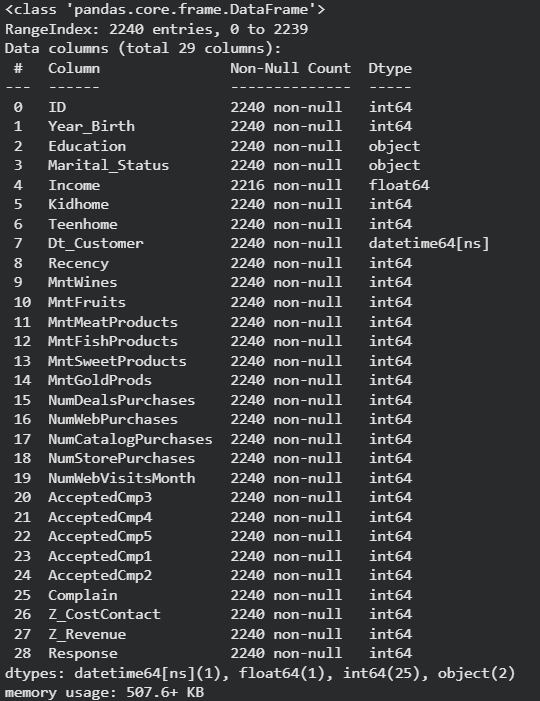 <class 'pandas.core.frame.DataFrame'>
RangeIndex: 2240 entries, 0 to 2239
Data columns (total 29 columns):
 #   Column               Non-Null Count  Dtype
---  ------               --------------  -----
 0   ID                   2240 non-null   int64
 1   Year_Birth           2240 non-null   int64
 2   Education            2240 non-null   object
 3   Marital_Status       2240 non-null   object
 4   Income               2216 non-null   float64
 5   Kidhome              2240 non-null   int64
 6   Teenhome             2240 non-null   int64
 7   Dt_Customer          2240 non-null   datetime64[ns]
 8   Recency              2240 non-null   int64
 9   MntWines             2240 non-null   int64
 10  MntFruits            2240 non-null   int64
 11  MntMeatProducts      2240 non-null   int64
 12  MntFishProducts      2240 non-null   int64
 13  MntSweetProducts     2240 non-null   int64
 14  MntGoldProds         2240 non-null   int64
 15  NumDealsPurchases    2240 non-null   int64
 16  NumWebPurchases      2240 non-null   int64
 17  NumCatalogPurchases  2240 non-null   int64
 18  NumStorePurchases    2240 non-null   int64
 19  NumWebVisitsMonth    2240 non-null   int64
 20  AcceptedCmp3         2240 non-null   int64
 21  AcceptedCmp4         2240 non-null   int64
 22  AcceptedCmp5         2240 non-null   int64
 23  AcceptedCmp1         2240 non-null   int64
 24  AcceptedCmp2         2240 non-null   int64
 25  Complain             2240 non-null   int64
 26  Z_CostContact        2240 non-null   int64
 27  Z_Revenue            2240 non-null   int64
 28  Response             2240 non-null   int64
dtypes: datetime64[ns](1), float64(1), int64(25), object(2)
memory usage: 507.6+ KB